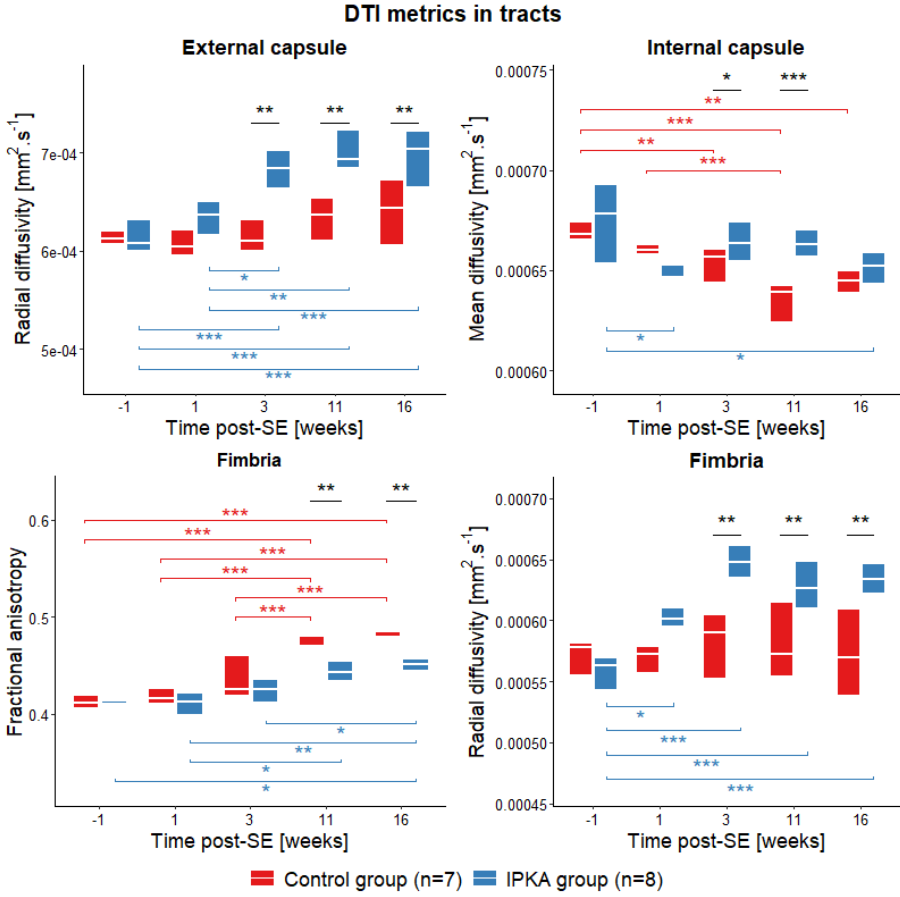 DTI metrics in tracts
External capsule
Radial diffusivity [mm².s⁻¹]
7e-04
6e-04
5e-04
**
**
**
*
**
***
***
***
***
-1 1 3 11 16
Time post-SE [weeks]
Internal capsule
Mean diffusivity [mm².s⁻¹]
0.00075
0.00070
0.00065
0.00060
*
***
**
***
**
***
*
*
-1 1 3 11 16
Time post-SE [weeks]
Fimbria
Fractional anisotropy
0.6
0.5
0.4
**
**
***
***
***
***
***
***
*
**
*
*
-1 1 3 11 16
Time post-SE [weeks]
Fimbria
Radial diffusivity [mm².s⁻¹]
0.00070
0.00065
0.00060
0.00055
0.00050
0.00045
**
**
**
*
***
***
***
-1 1 3 11 16
Time post-SE [weeks]
Control group (n=7) IPKA group (n=8)